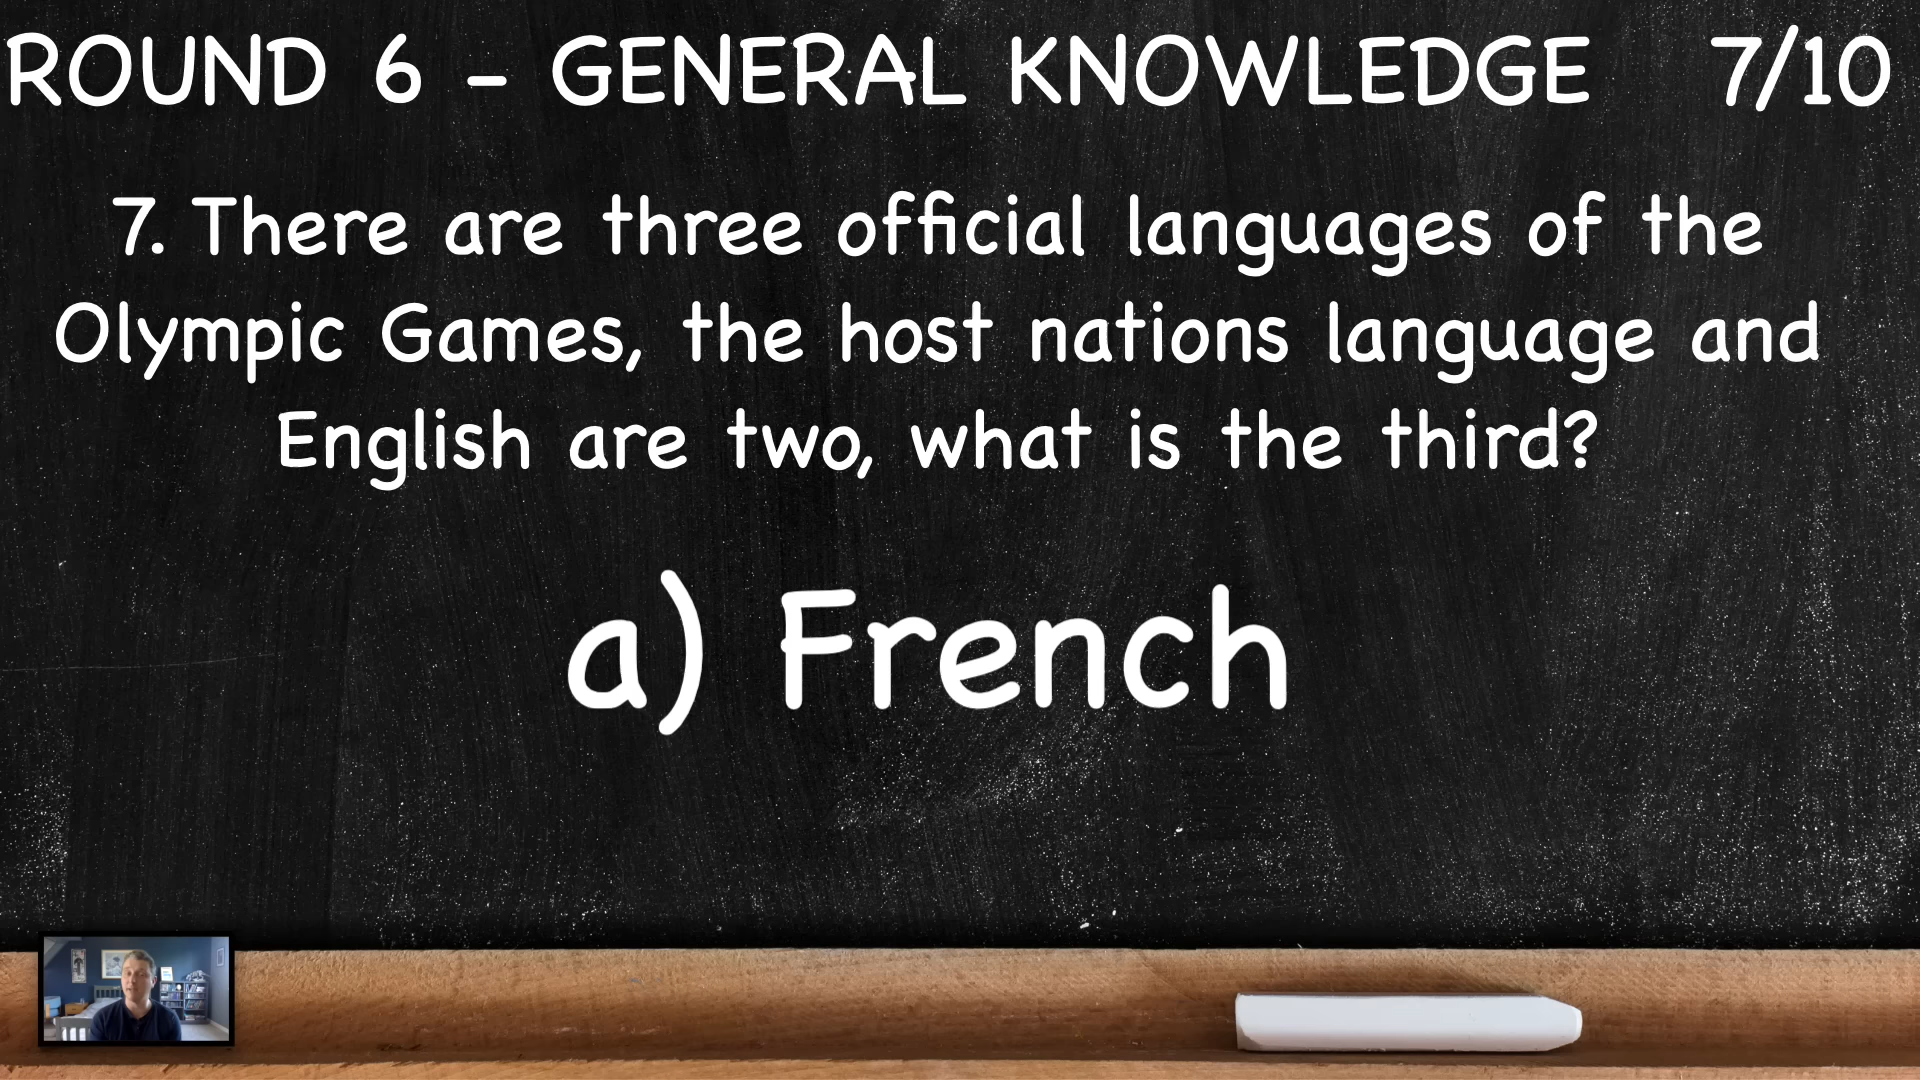 ROUND 6 - GENERAL KNOWLEDGE 7/10
7. There are three official languages of the
Olympic Games, the host nations language and
English are two, what is the third?
a) French